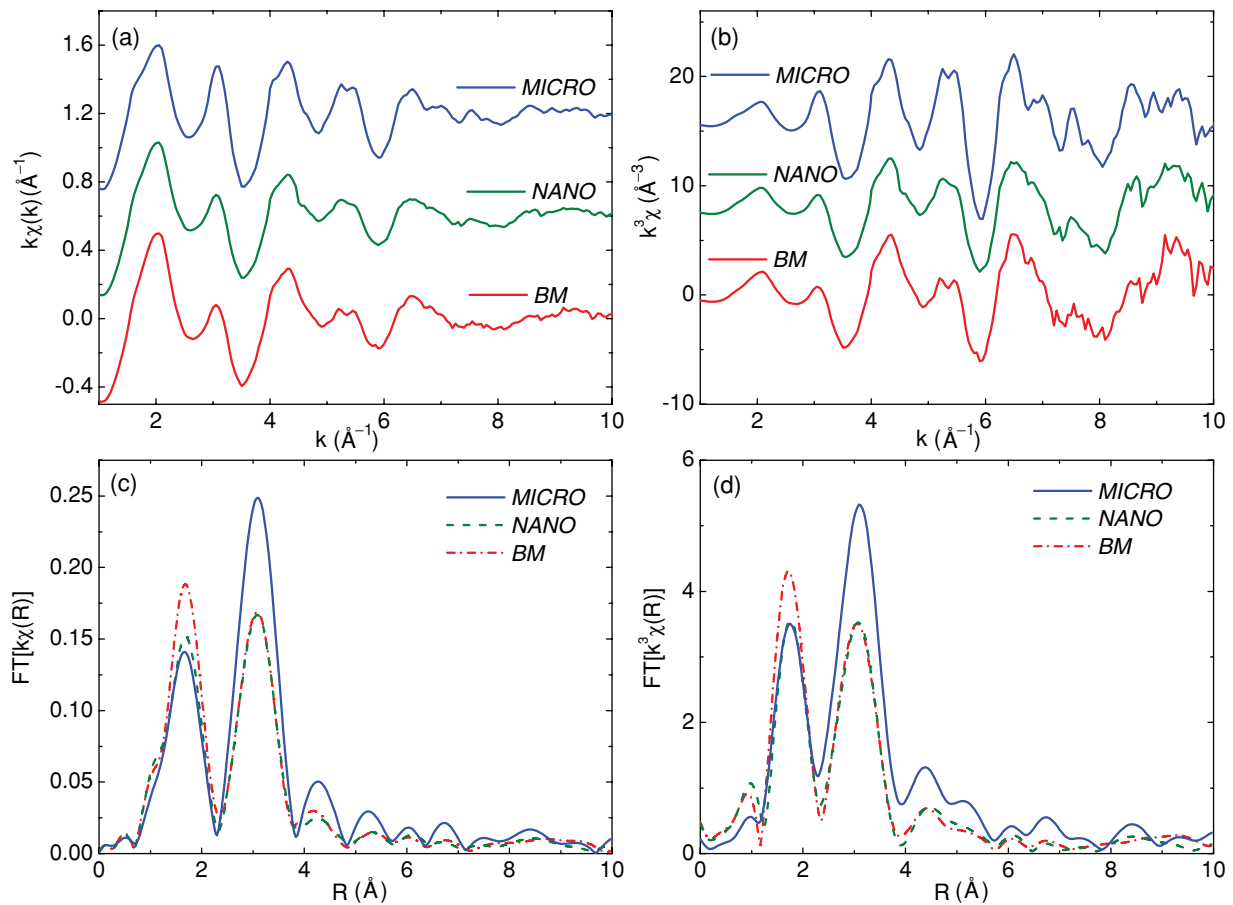 (a)
MICRO
NANO
BM
1.6
1.2
0.8
0.4
0.0
-0.4
kχ(k)(Å⁻¹)
2
4
6
8
10
k (Å⁻¹)
(b)
MICRO
NANO
BM
20
10
0
-10
k³χ (Å⁻³)
2
4
6
8
10
k (Å⁻¹)
(c)
MICRO
NANO
BM
0.25
0.20
0.15
0.10
0.05
0.00
FT[kχ(R)]
0
2
4
6
8
10
R (Å)
(d)
MICRO
NANO
BM
6
4
2
0
FT[k³χ(R)]
0
2
4
6
8
10
R (Å)